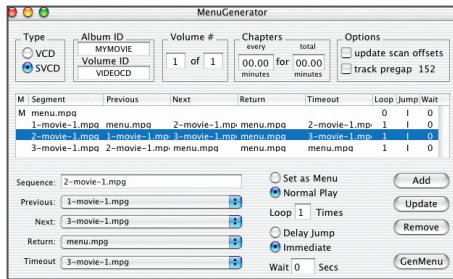 MenuGenerator
Type
VCD
SVCD
Album ID
MYMOVIE
Volume ID
VIDEOCD
Volume #
1 of 1
Chapters
every total
00.00 for 00.00
minutes minutes
Options
update scan offsets
track pregap 152
M Segment Previous Next Return Timeout Loop Jump Wait
M menu.mpg 0 I 0
1-movie-1.mpg menu.mpg 2-movie-1.mp menu.mpg 2-movie-1.mp 1 I 0
2-movie-1.mpg 1-movie-1.mp 3-movie-1.mp menu.mpg 3-movie-1.mp 1 I 0
3-movie-1.mpg 2-movie-1.mp menu.mpg menu.mpg menu.mpg 1 I 0
Sequence: 2-movie-1.mpg
Previous: 1-movie-1.mpg
Next: 3-movie-1.mpg
Return: menu.mpg
Timeout 3-movie-1.mpg
Set as Menu
Normal Play
Loop 1 Times
Delay Jump
Immediate
Wait 0 Secs
Add
Update
Remove
GenMenu